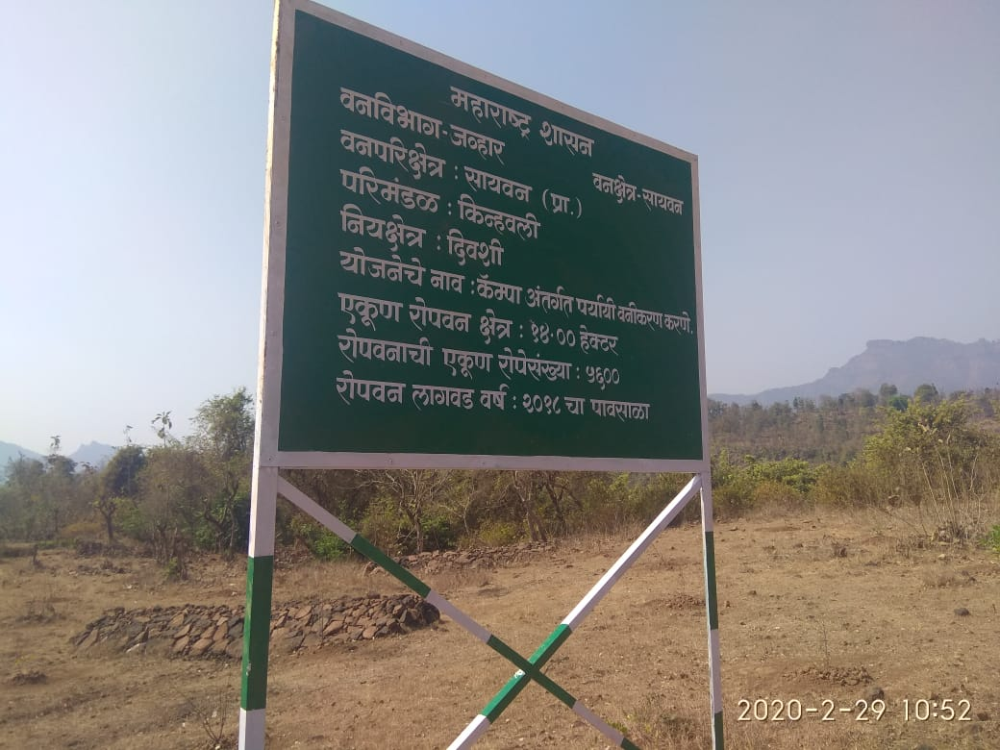 महाराष्ट्र शासन
वनविभाग-जव्हार
वनक्षेत्र-सायवन
वनपरिक्षेत्र : सायवन (प्रा.)
परिमंडळ : किन्हवली
नियक्षेत्र : दिवशी
योजनेचे नाव : कॅम्पा अंतर्गत पर्यायी वनीकरण करणे.
एकूण रोपवन क्षेत्र : १४.०० हेक्टर
रोपवनाची एकूण रोपेसंख्या : ५६००
रोपवन लागवड वर्ष : २०१८ चा पावसाळा
2020-2-29 10:52